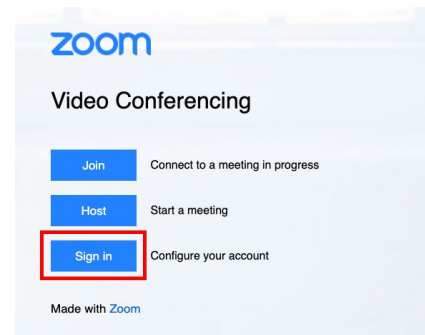 zoom
Video Conferencing
Join Connect to a meeting in progress
Host Start a meeting
Sign in Configure your account
Made with Zoom